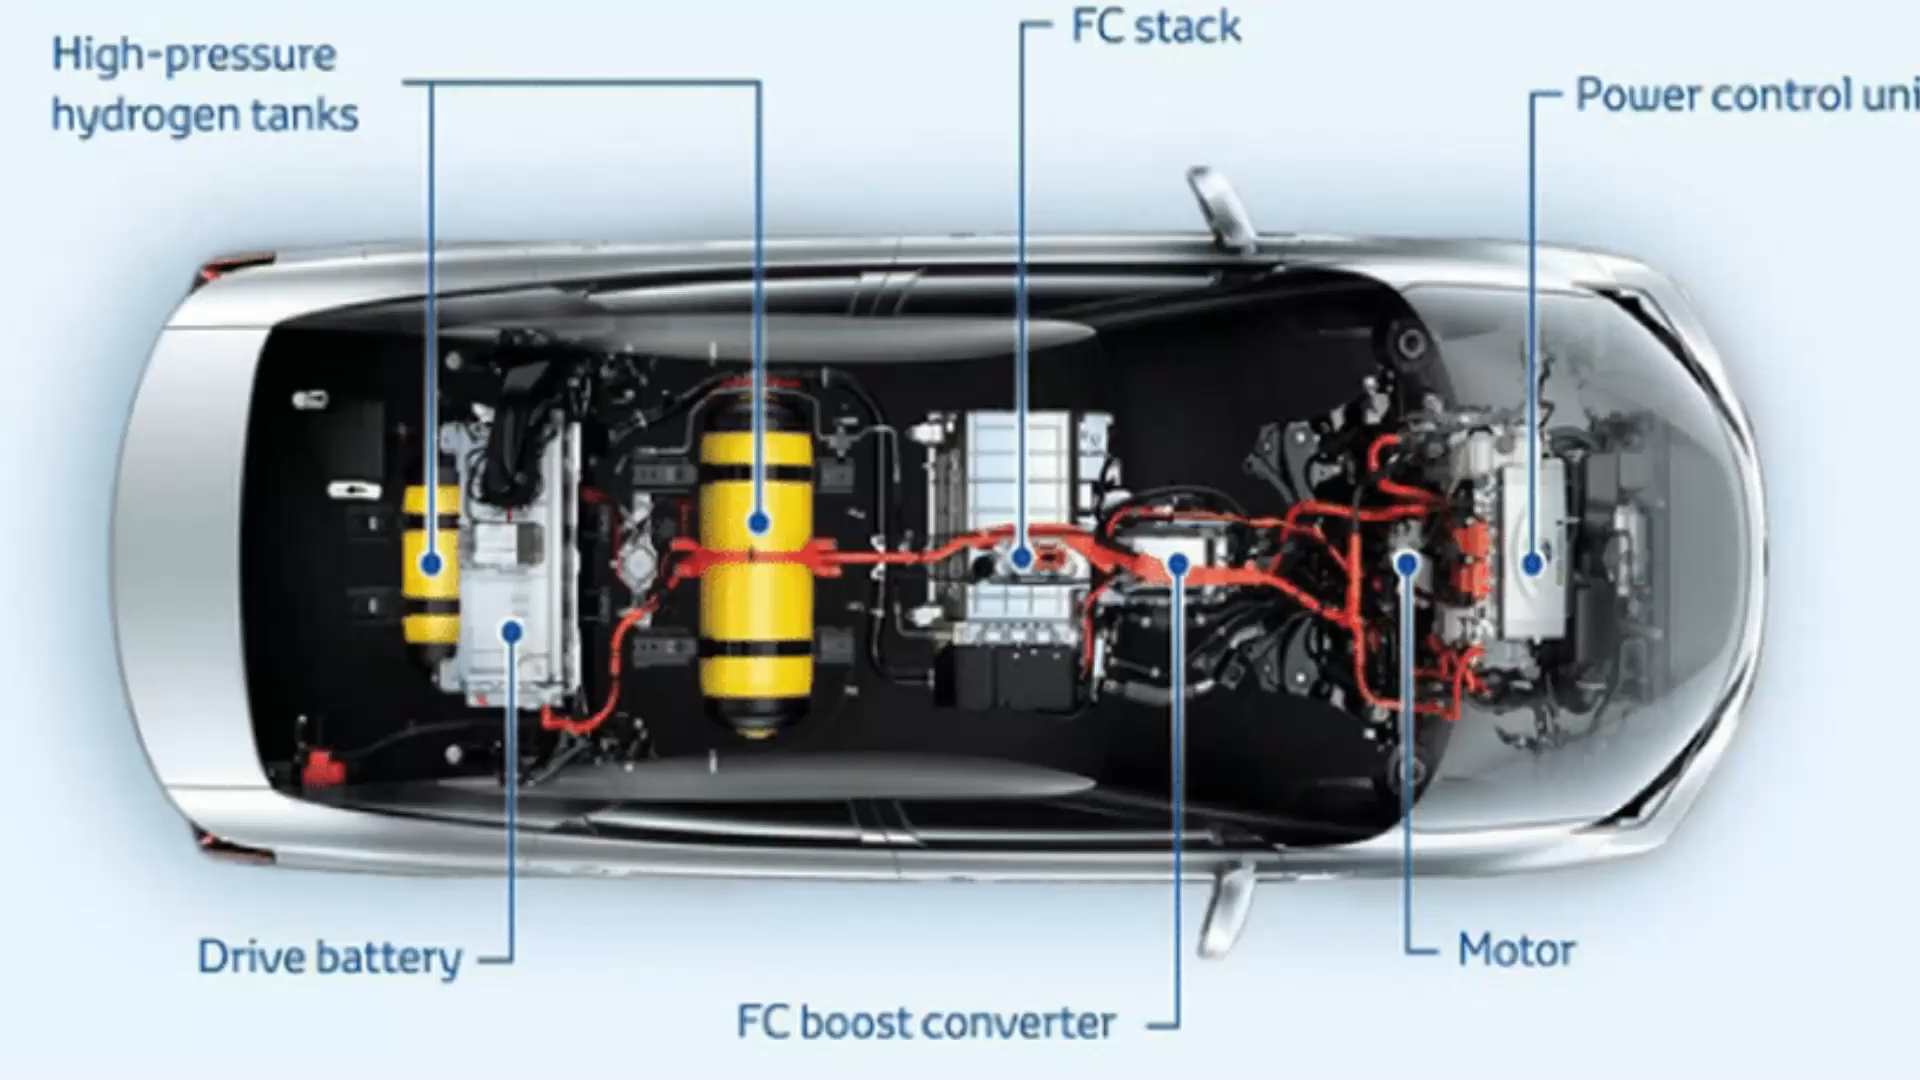 FC stack
High-pressure
hydrogen tanks
Power control uni
Drive battery
Motor
FC boost converter